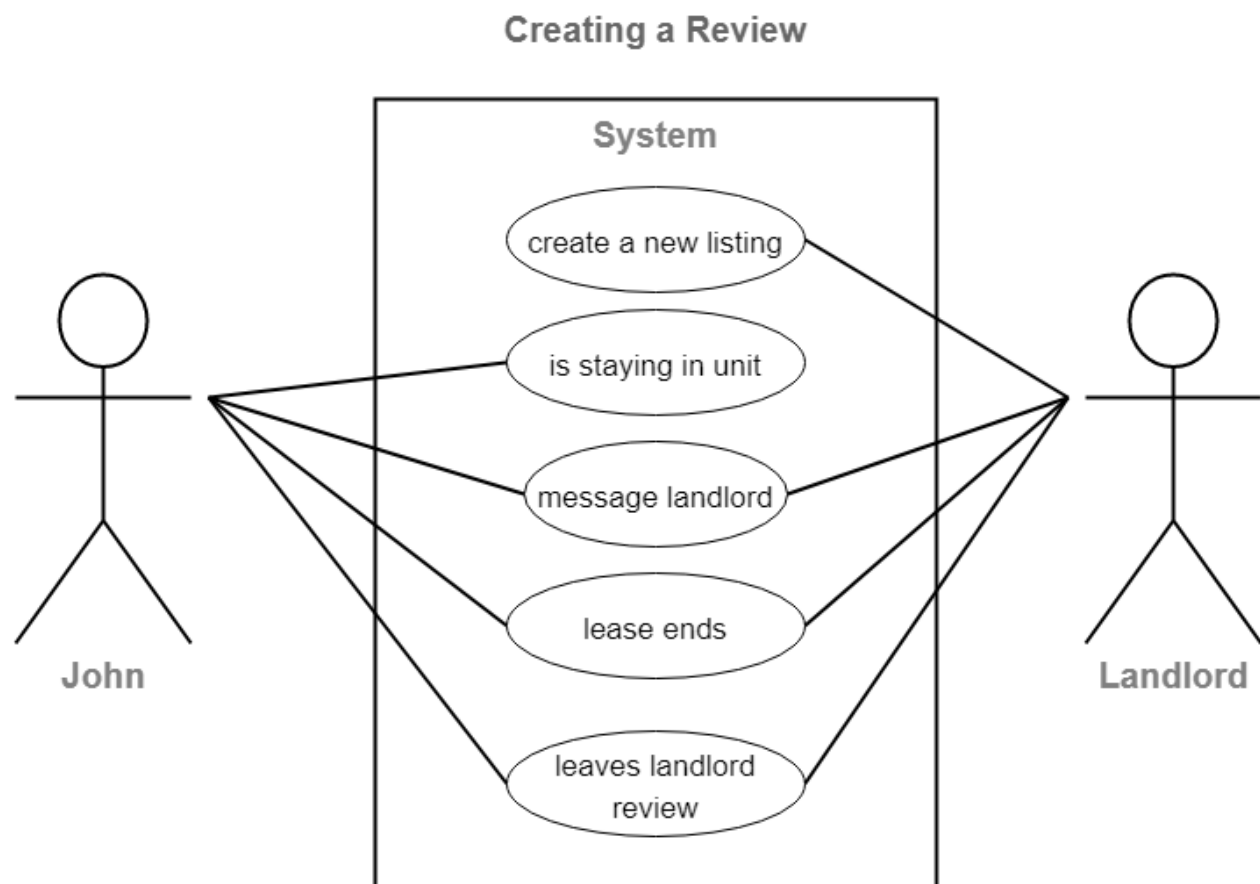 Creating a Review
System
create a new listing
is staying in unit
message landlord
lease ends
leaves landlord
review
John
Landlord